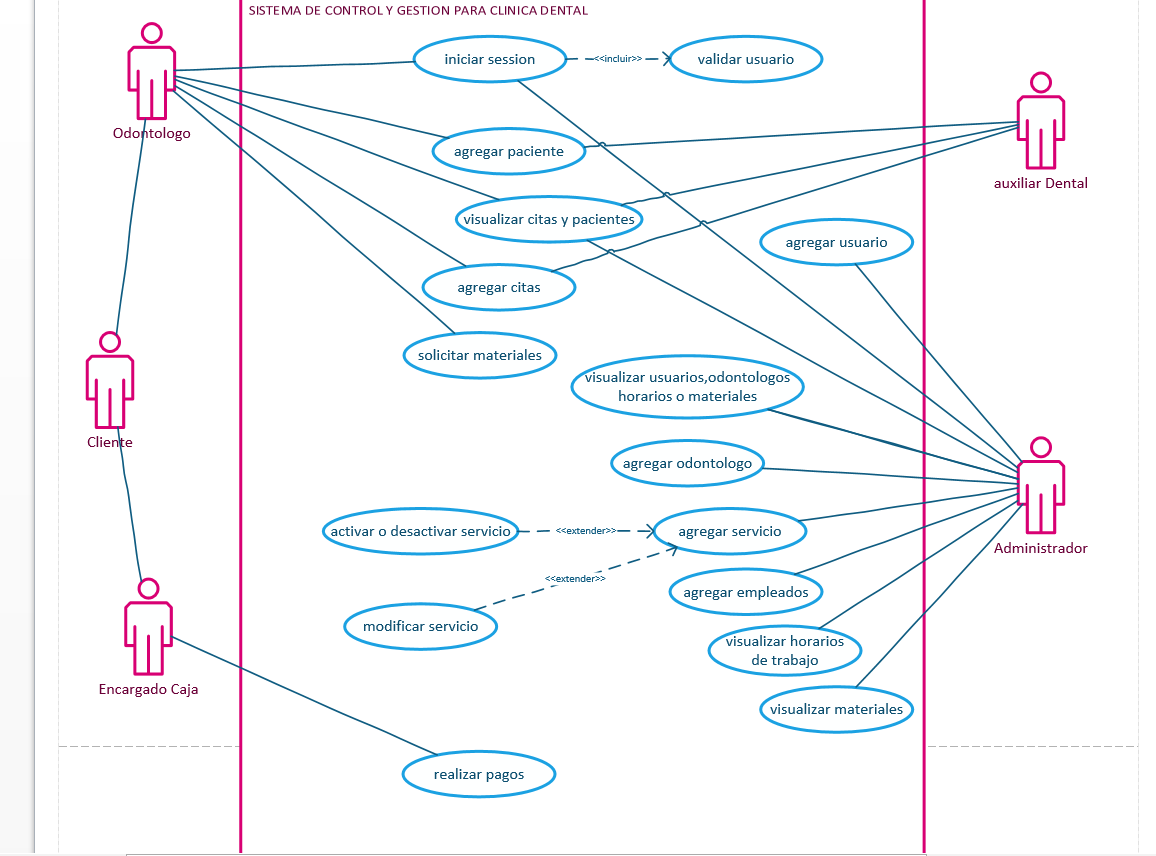 SISTEMA DE CONTROL Y GESTION PARA CLINICA DENTAL
iniciar session
<<incluir>>
validar usuario
Odontologo
agregar paciente
auxiliar Dental
visualizar citas y pacientes
agregar usuario
agregar citas
solicitar materiales
visualizar usuarios,odontologos
horarios o materiales
Cliente
agregar odontologo
activar o desactivar servicio
<<extender>>
agregar servicio
Administrador
<<extender>>
agregar empleados
modificar servicio
visualizar horarios
de trabajo
Encargado Caja
visualizar materiales
realizar pagos